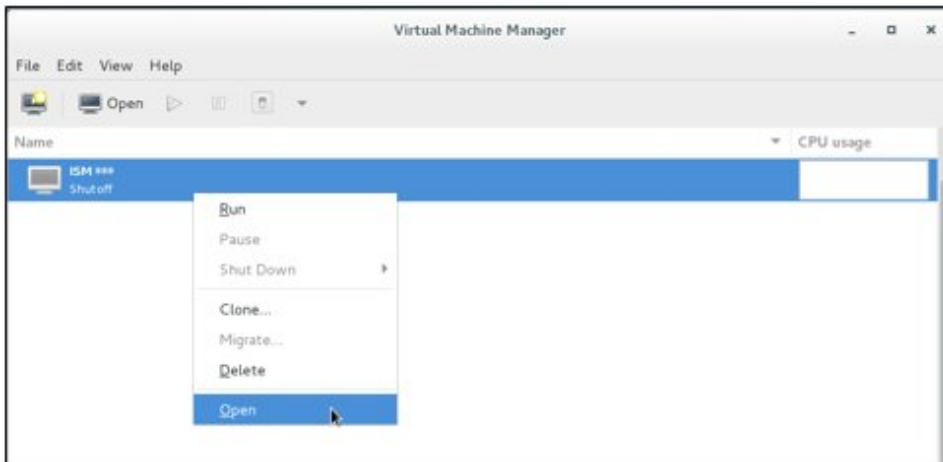 Virtual Machine Manager
File Edit View Help
Open
Name CPU usage
ISM ***
Shutoff
Run
Pause
Shut Down
Clone...
Migrate...
Delete
Open